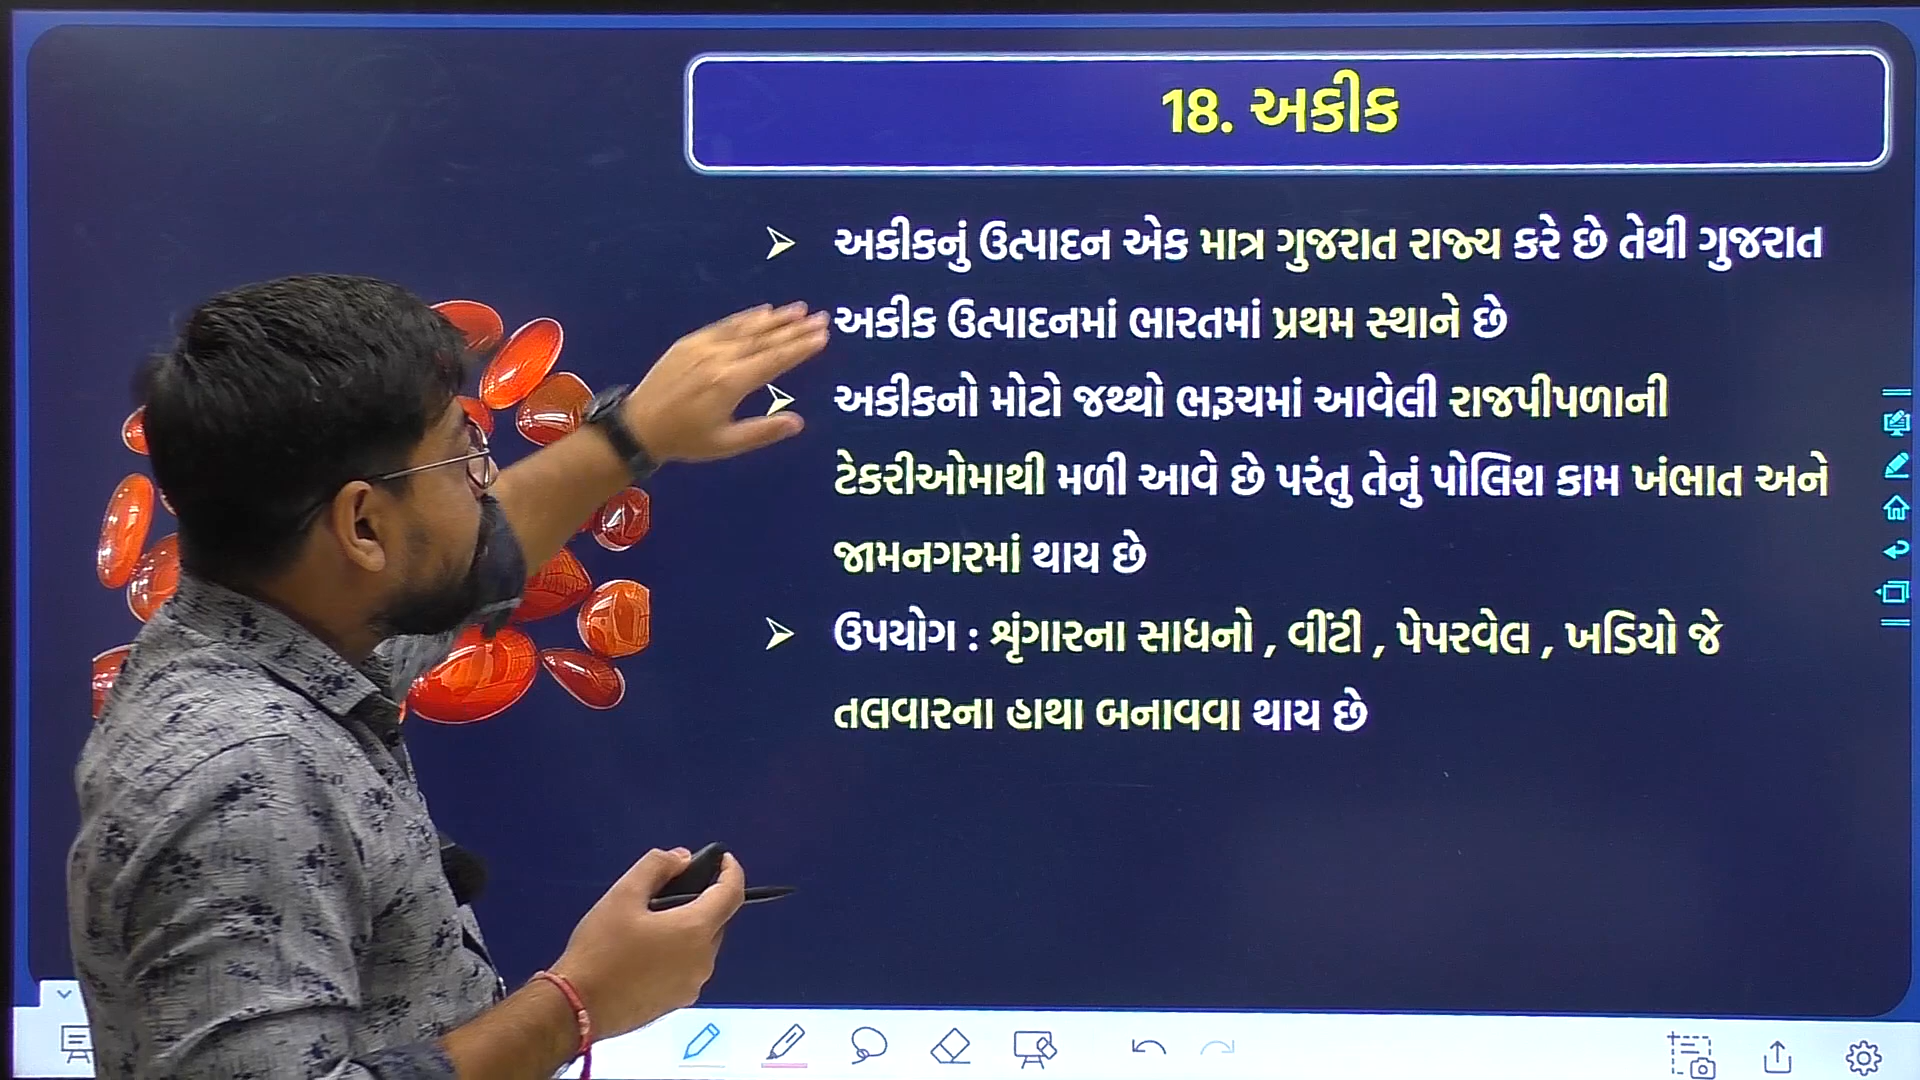 18. અકીક
અકીકનું ઉત્પાદન એક માત્ર ગુજરાત રાજ્ય કરે છે તેથી ગુજરાત
અકીક ઉત્પાદનમાં ભારતમાં પ્રથમ સ્થાને છે
અકીકનો મોટો જથ્થો ભરૂચમાં આવેલી રાજપીપળાની
ટેકરીઓમાથી મળી આવે છે પરંતુ તેનું પોલિશ કામ ખંભાત અને
જામનગરમાં થાય છે
ઉપયોગ : શૃંગારના સાધનો , વીંટી , પેપરવેલ , ખડિયો જે
તલવારના હાથા બનાવવા થાય છે